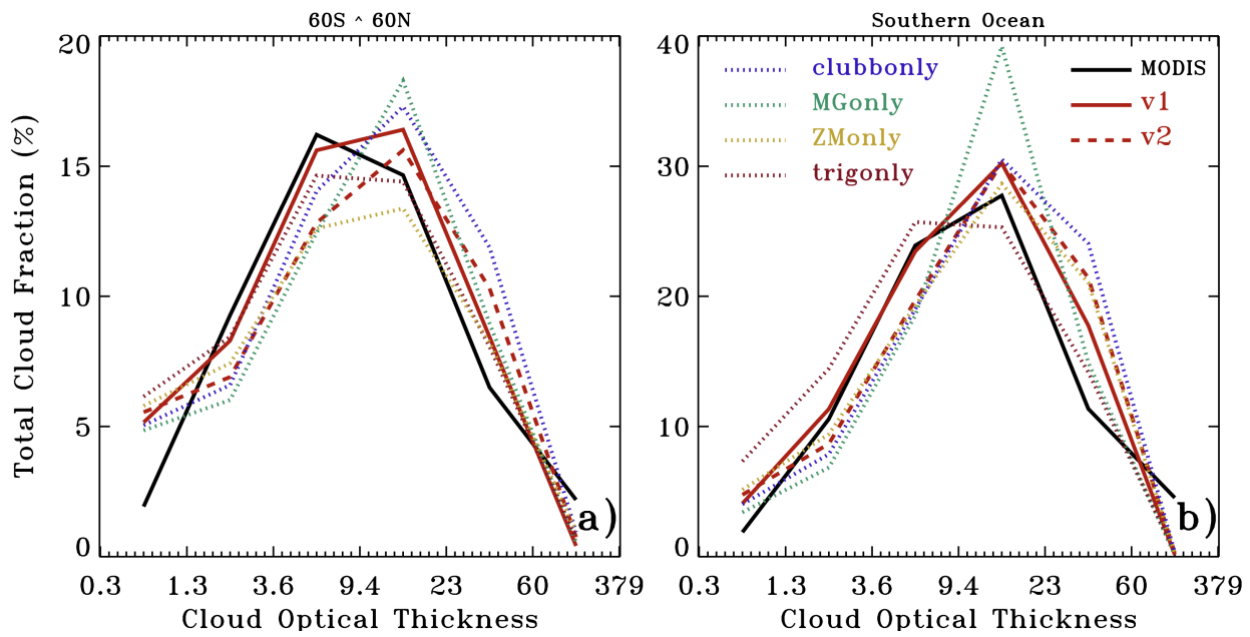 60S ^ 60N
Southern Ocean
Total Cloud Fraction (%)
20
15
10
5
0
0.3 1.3 3.6 9.4 23 60 379
Cloud Optical Thickness
a)
40
30
20
10
0
clubbonly
MGonly
ZMonly
trigonly
MODIS
v1
v2
0.3 1.3 3.6 9.4 23 60 379
Cloud Optical Thickness
b)